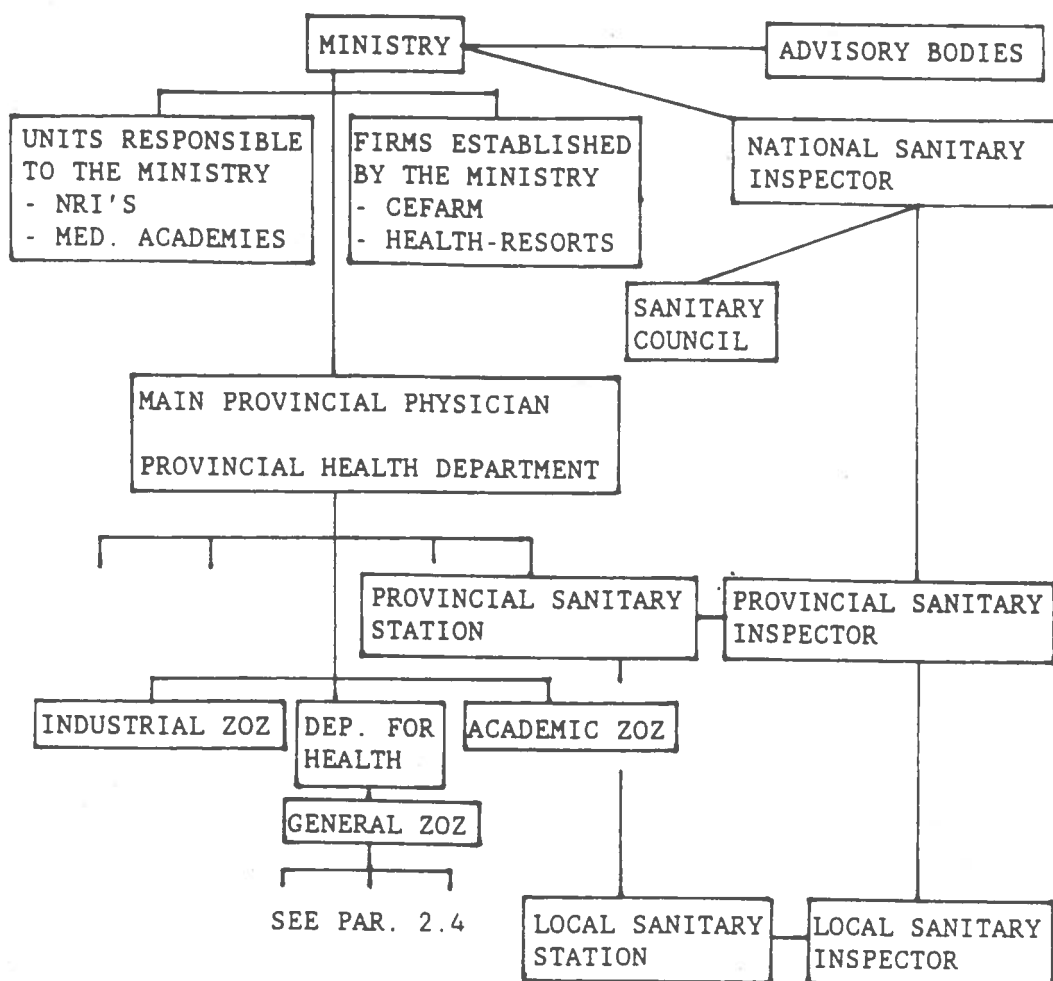 MINISTRY
ADVISORY BODIES
UNITS RESPONSIBLE
TO THE MINISTRY
- NRI'S
- MED. ACADEMIES
FIRMS ESTABLISHED
BY THE MINISTRY
- CEFARM
- HEALTH-RESORTS
NATIONAL SANITARY
INSPECTOR
SANITARY
COUNCIL
MAIN PROVINCIAL PHYSICIAN
PROVINCIAL HEALTH DEPARTMENT
PROVINCIAL SANITARY
STATION
PROVINCIAL SANITARY
INSPECTOR
INDUSTRIAL ZOZ
DEP. FOR
HEALTH
ACADEMIC ZOZ
GENERAL ZOZ
SEE PAR. 2.4
LOCAL SANITARY
STATION
LOCAL SANITARY
INSPECTOR